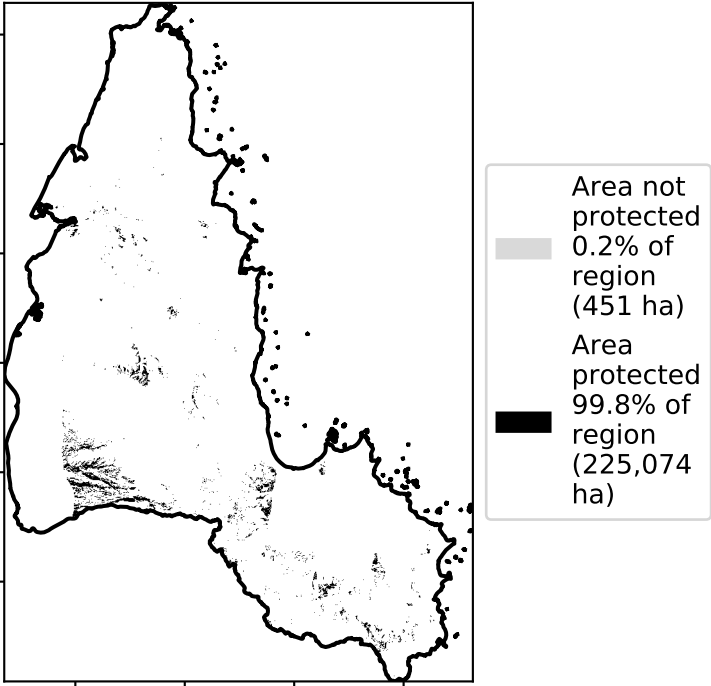 Area not
protected
0.2% of
region
(451 ha)
Area
protected
99.8% of
region
(225,074
ha)